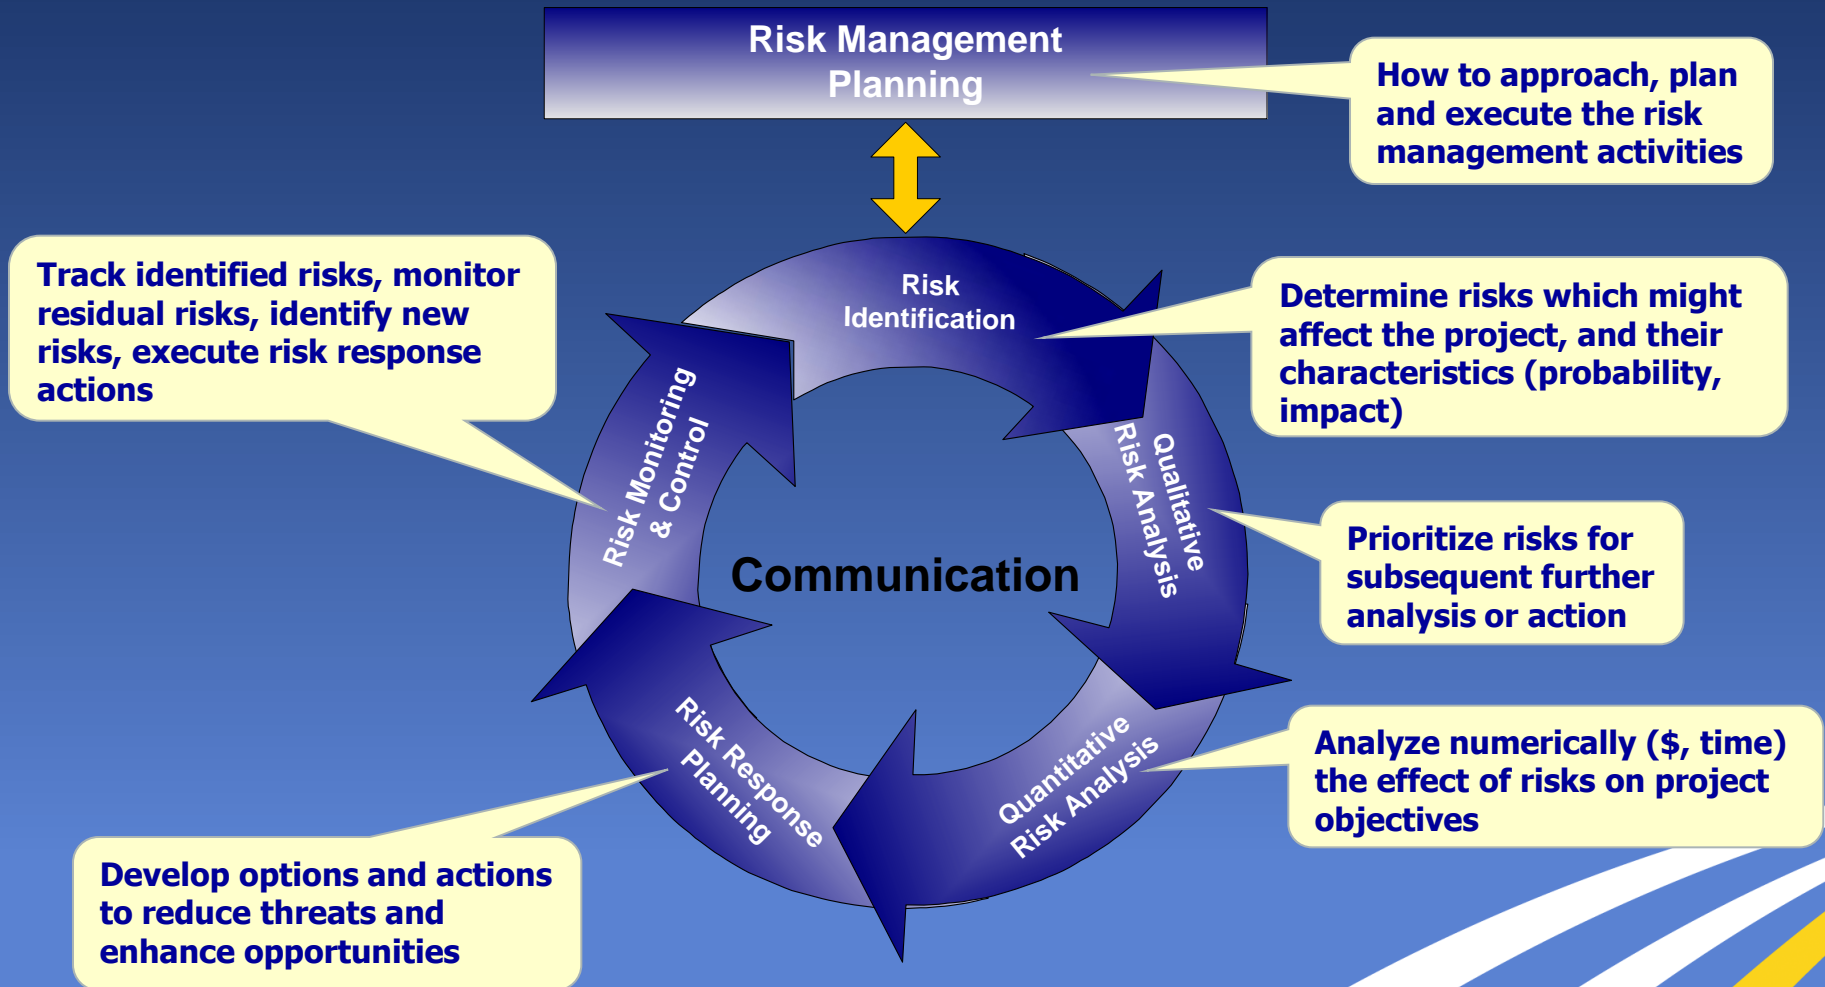 Risk Management
Planning
How to approach, plan
and execute the risk
management activities
Track identified risks, monitor
residual risks, identify new
risks, execute risk response
actions
Risk
Identification
Determine risks which might
affect the project, and their
characteristics (probability,
impact)
Risk Monitoring
& Control
Qualitative
Risk Analysis
Prioritize risks for
subsequent further
analysis or action
Communication
Quantitative
Risk Analysis
Analyze numerically ($, time)
the effect of risks on project
objectives
Risk Response
Planning
Develop options and actions
to reduce threats and
enhance opportunities